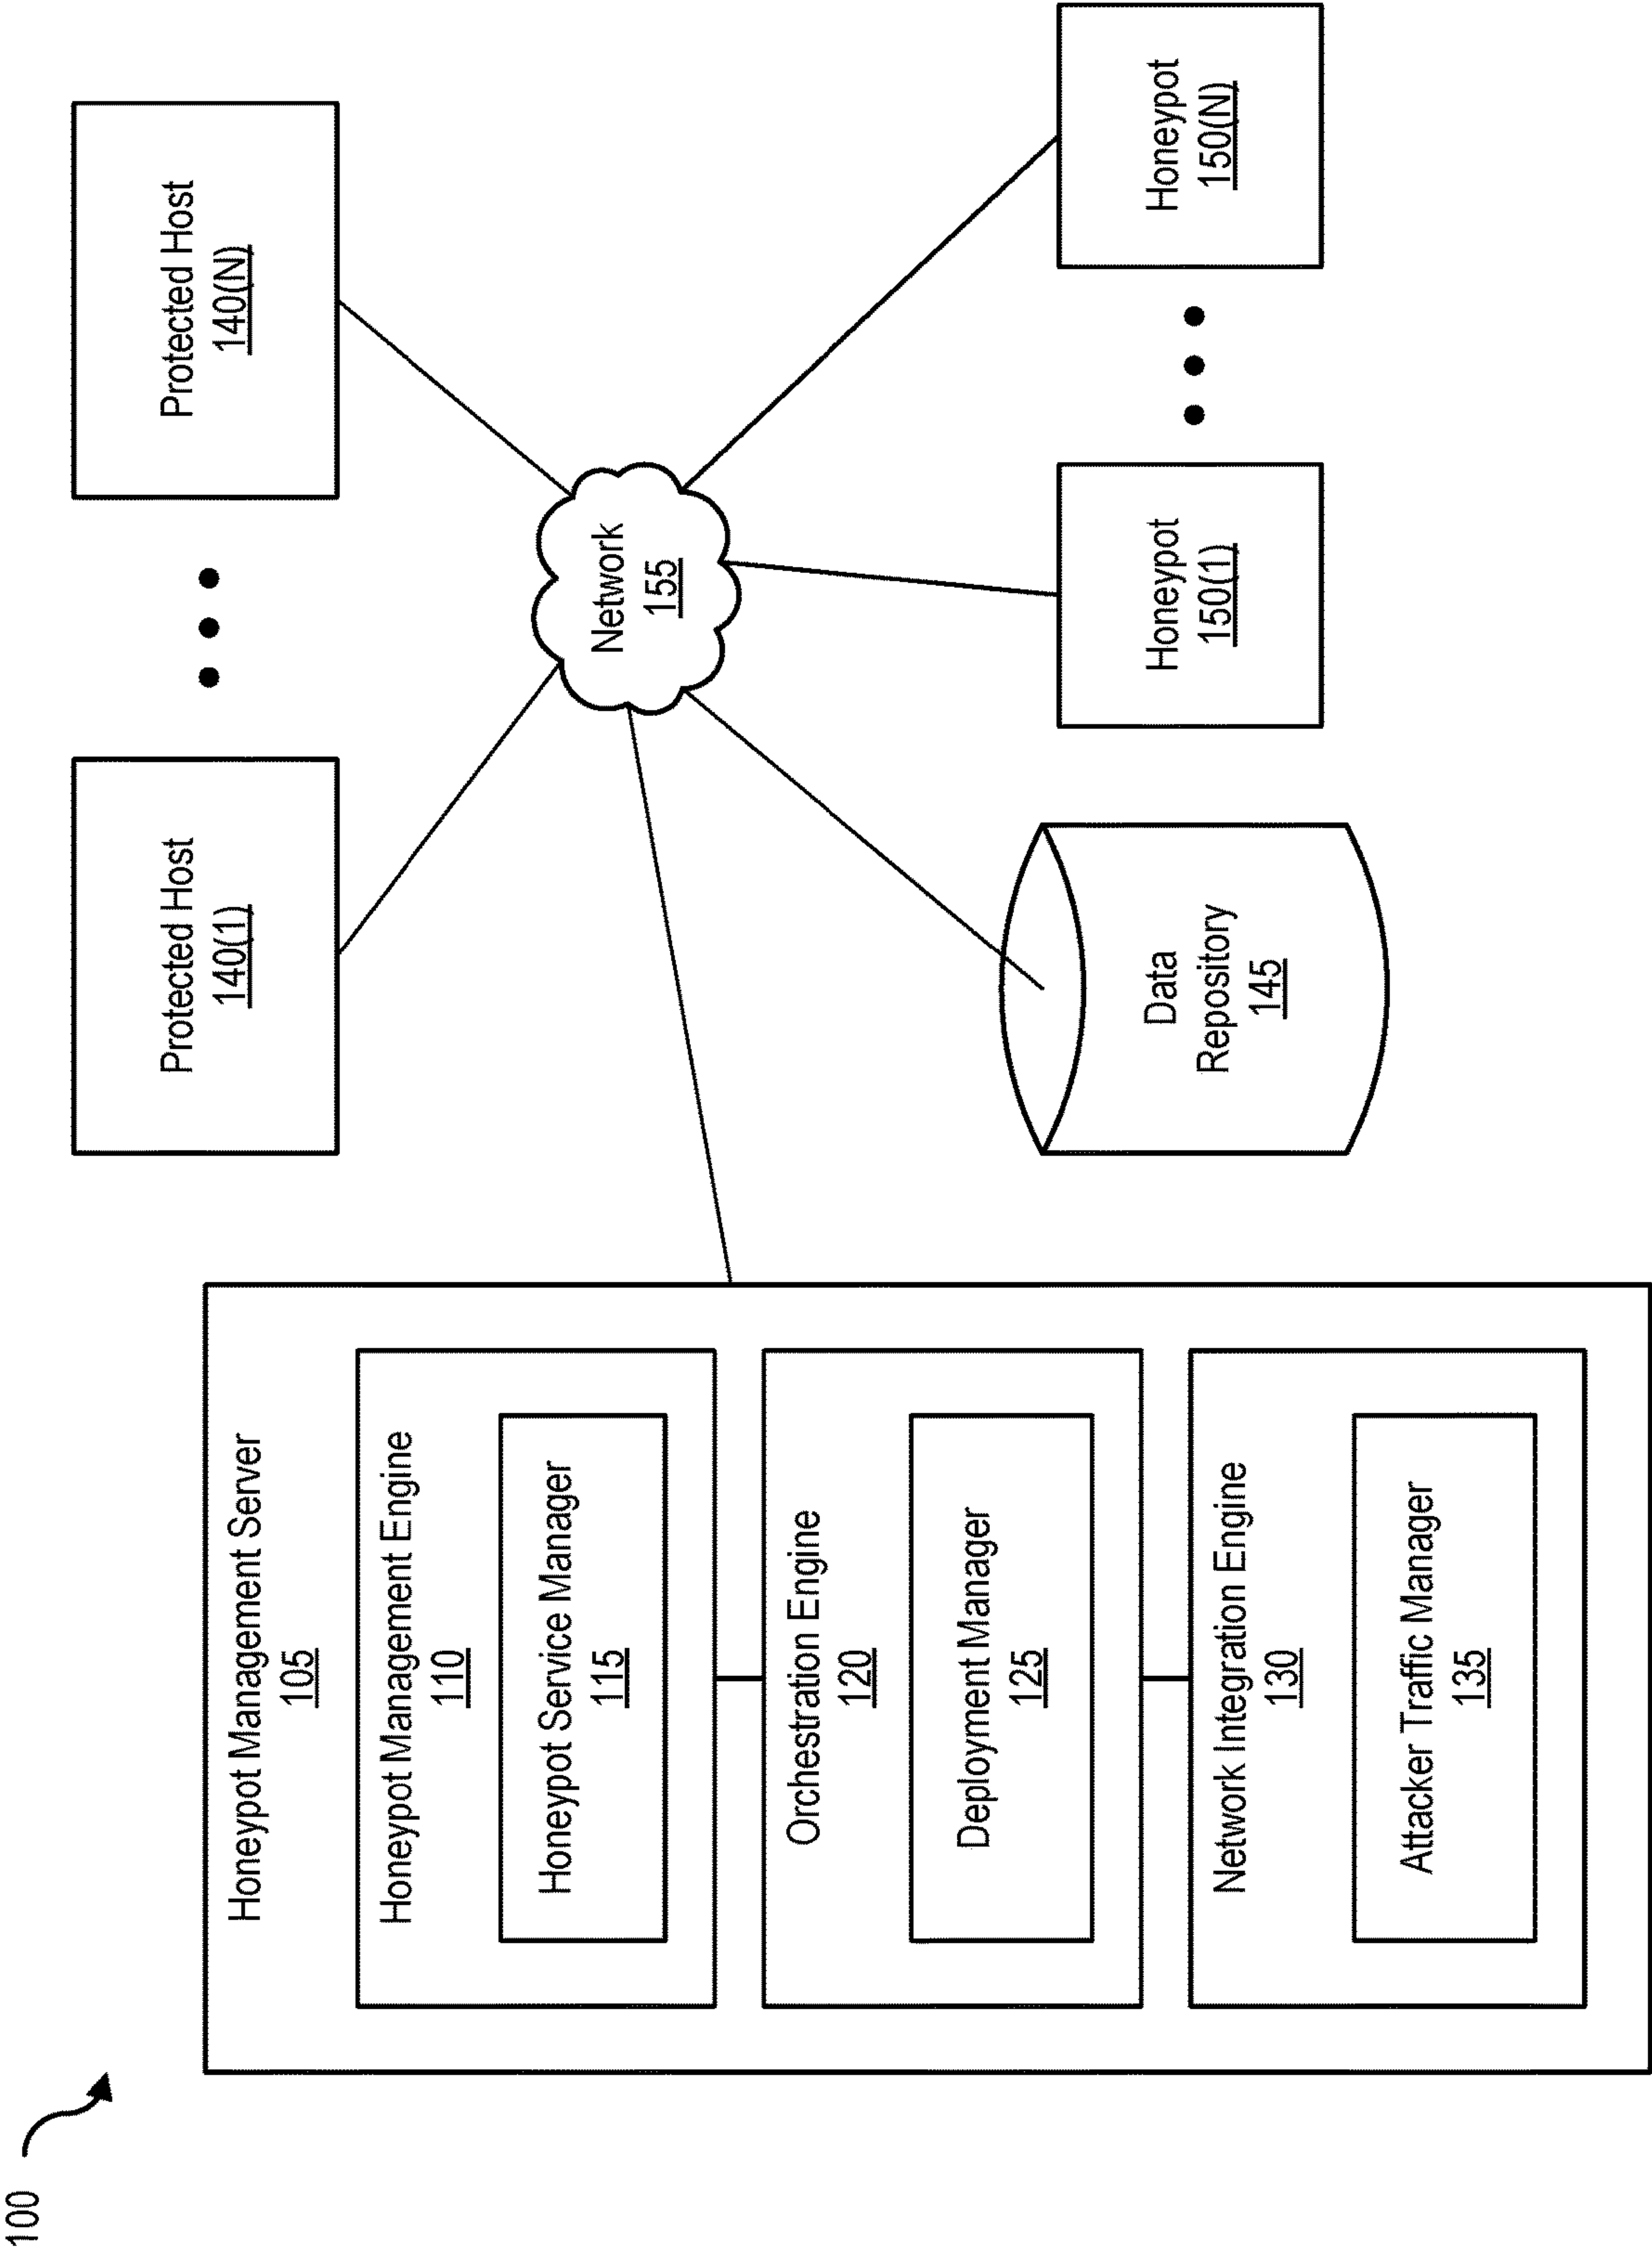 100
Honeypot Management Server
105
Honeypot Management Engine
110
Honeypot Service Manager
115
Orchestration Engine
120
Deployment Manager
125
Network Integration Engine
130
Attacker Traffic Manager
135
Protected Host
140(1)
Protected Host
140(N)
Network
155
Data
Repository
145
Honeypot
150(1)
Honeypot
150(N)